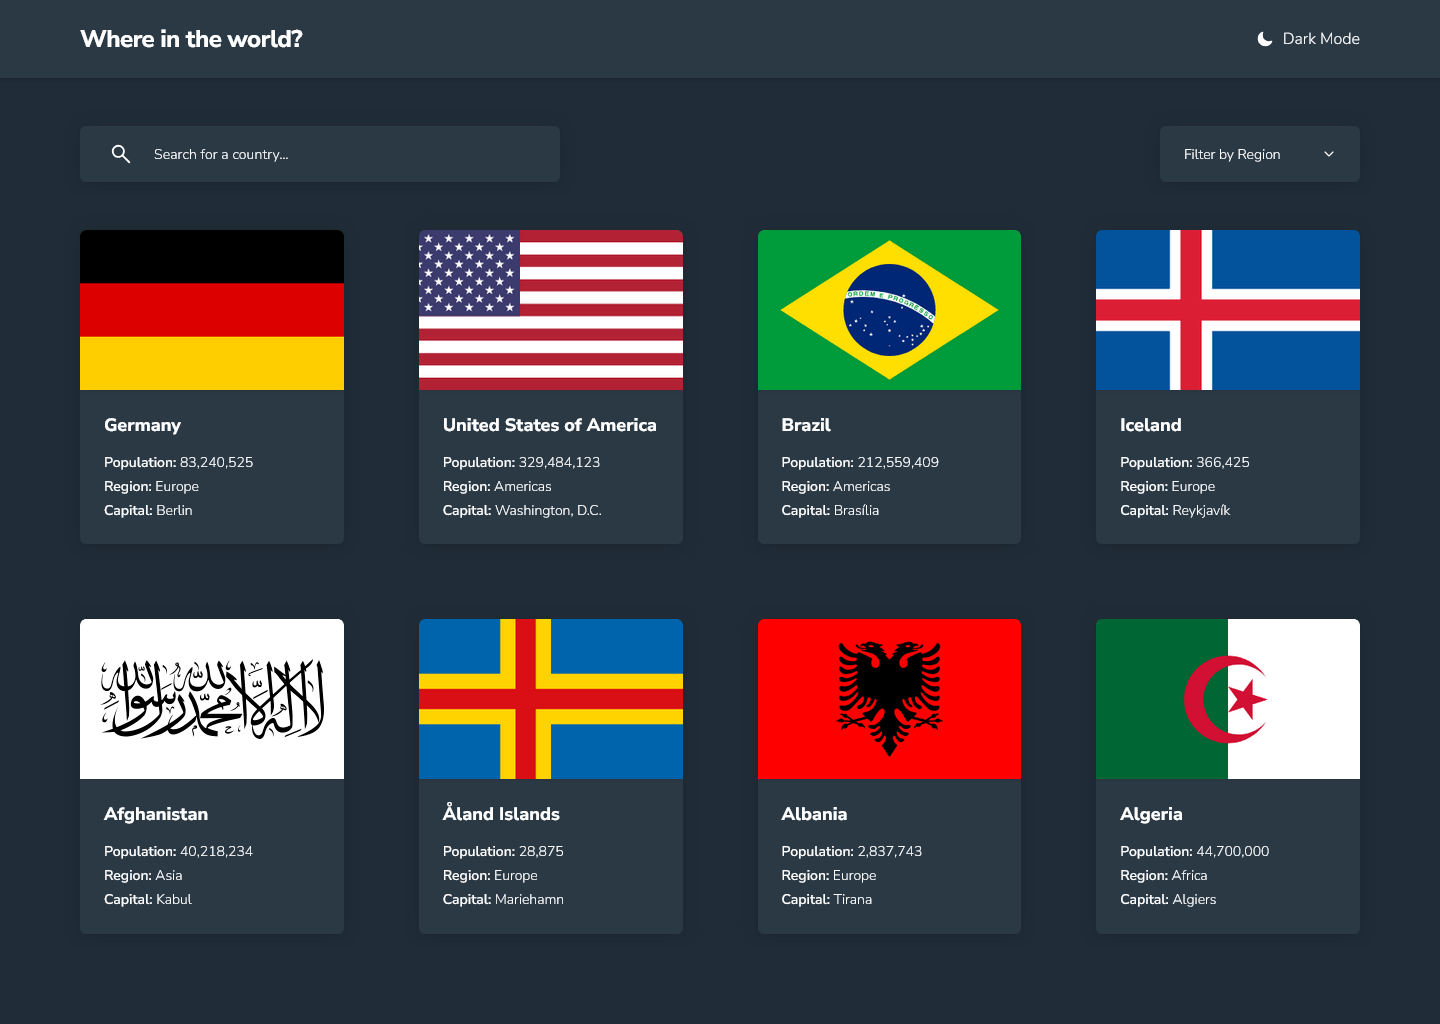 Where in the world?
Dark Mode
Search for a country...
Filter by Region
ORDEM E PROGRESSO
Germany
Population: 83,240,525
Region: Europe
Capital: Berlin
United States of America
Population: 329,484,123
Region: Americas
Capital: Washington, D.C.
Brazil
Population: 212,559,409
Region: Americas
Capital: Brasília
Iceland
Population: 366,425
Region: Europe
Capital: Reykjavík
لا إله إلا الله محمد رسول الله
Afghanistan
Population: 40,218,234
Region: Asia
Capital: Kabul
Åland Islands
Population: 28,875
Region: Europe
Capital: Mariehamn
Albania
Population: 2,837,743
Region: Europe
Capital: Tirana
Algeria
Population: 44,700,000
Region: Africa
Capital: Algiers